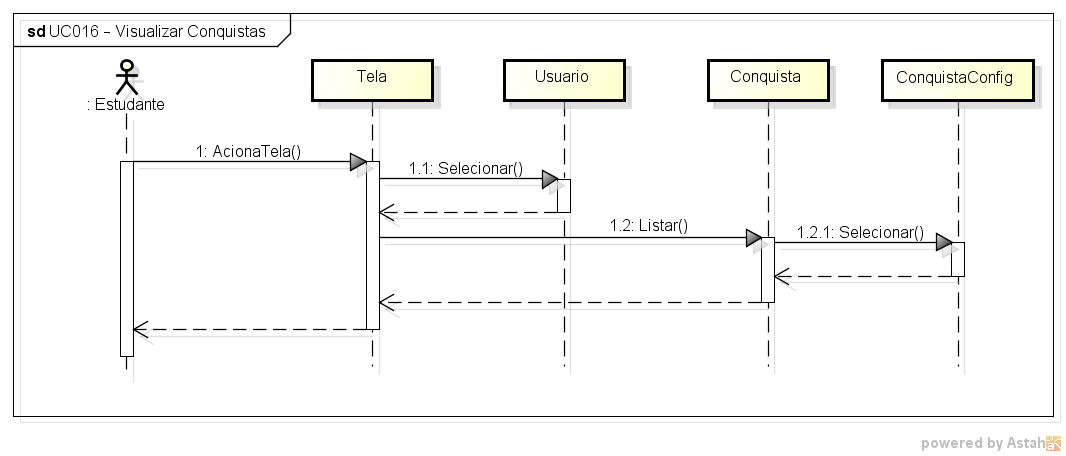 sd UC016 – Visualizar Conquistas
: Estudante
Tela
Usuario
Conquista
ConquistaConfig
1: AcionaTela()
1.1: Selecionar()
1.2: Listar()
1.2.1: Selecionar()
powered by Astah